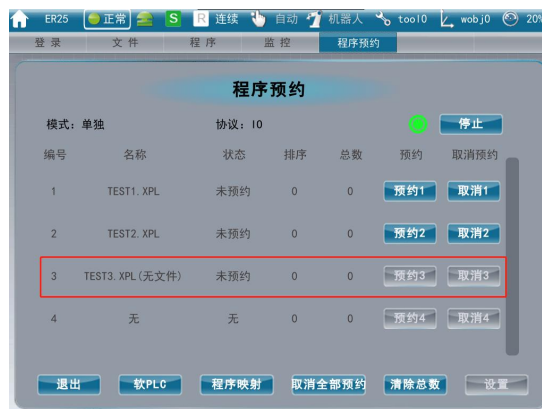 ER25 正常 S R 连续 自动 机器人 tool0 wobj0 20%
登录 文件 程序 监控 程序预约
程序预约
模式：单独 协议：IO 停止
编号 名称 状态 排序 总数 预约 取消预约
1 TEST1.XPL 未预约 0 0 预约1 取消1
2 TEST2.XPL 未预约 0 0 预约2 取消2
3 TEST3.XPL(无文件) 未预约 0 0 预约3 取消3
4 无 无 0 0 预约4 取消4
退出 软PLC 程序映射 取消全部预约 清除总数 设置